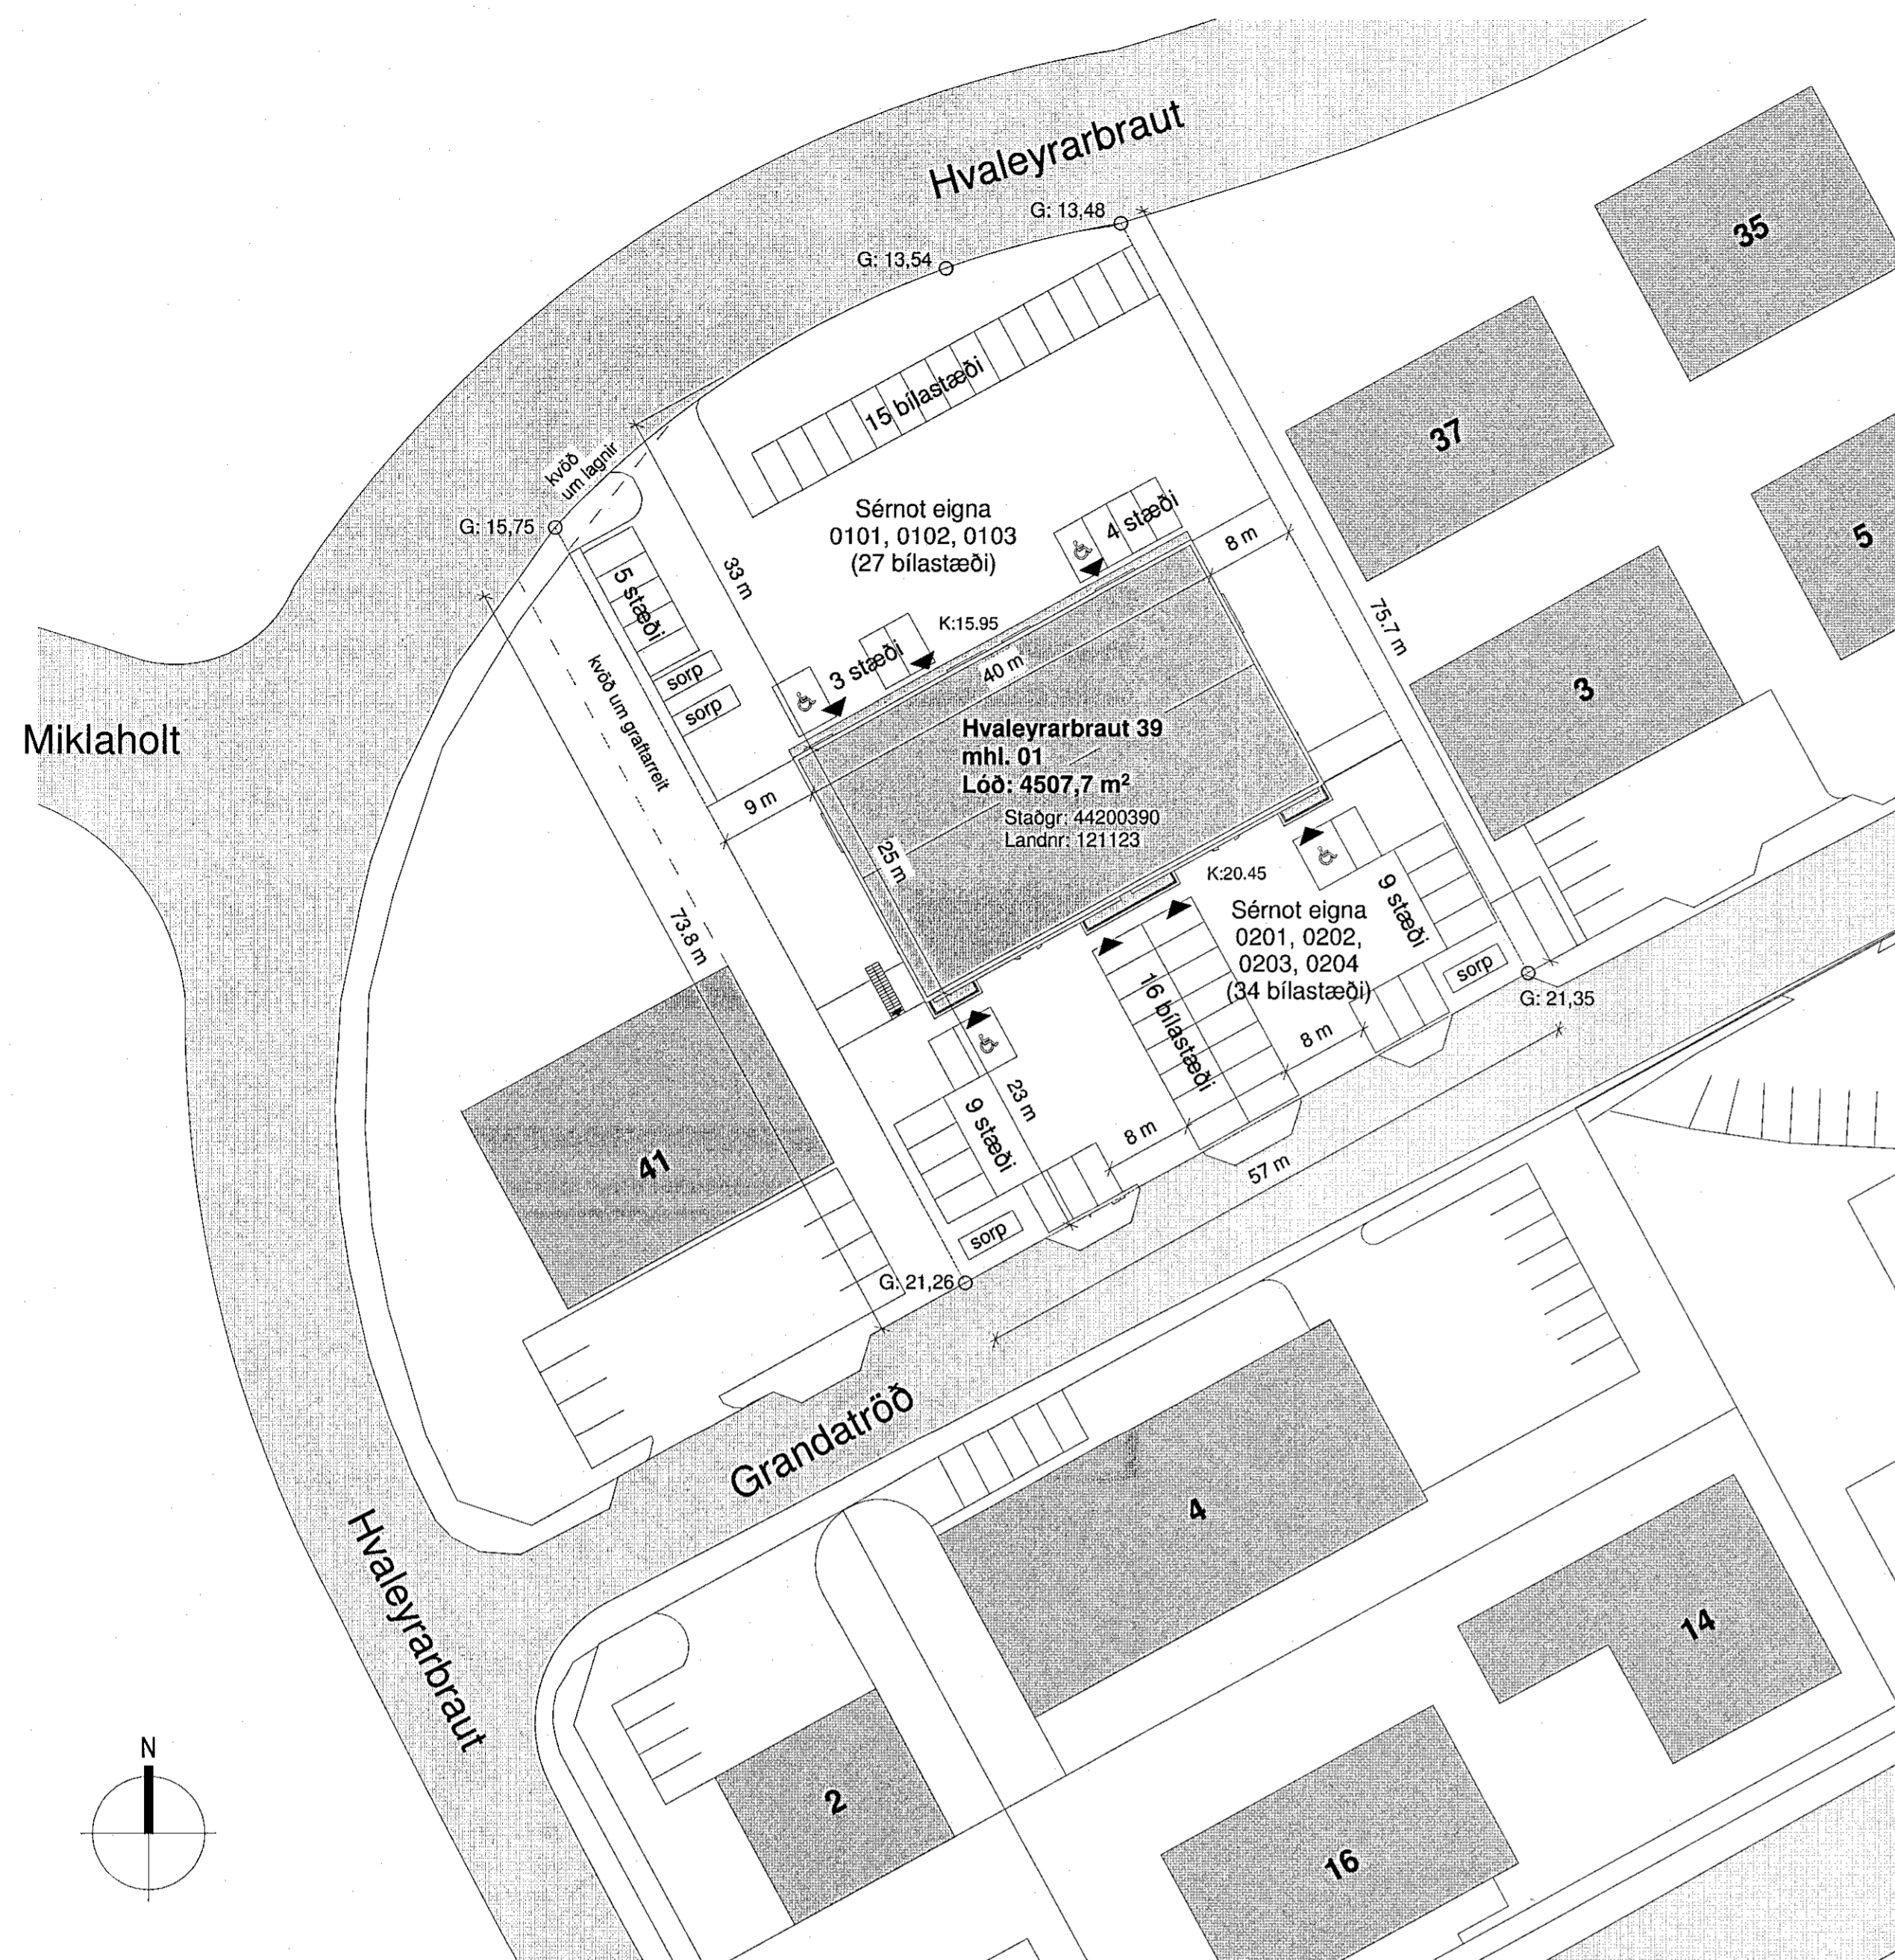 Hvaleyrarbraut
G: 13,48
G: 13,54
35
15 bílastæði
37
kvöð
um lagnir
G: 15,75
Sérnot eigna
0101, 0102, 0103
(27 bílastæði)
4 stæði
8 m
5
33 m
5 stæði
K:15.95
75.7 m
3 stæði
40 m
sorp
sorp
kvöð um graftarreit
3
Miklaholt
Hvaleyrarbraut 39
mhl. 01
Lóð: 4507,7 m²
Staðgr: 44200390
Landnr: 121123
9 m
25 m
K:20.45
9 stæði
Sérnot eigna
0201, 0202,
0203, 0204
(34 bílastæði)
73.8 m
sorp
G: 21,35
16 bílastæði
8 m
23 m
9 stæði
8 m
57 m
41
sorp
G: 21,26
Grandatröð
4
Hvaleyrarbraut
14
N
2
16